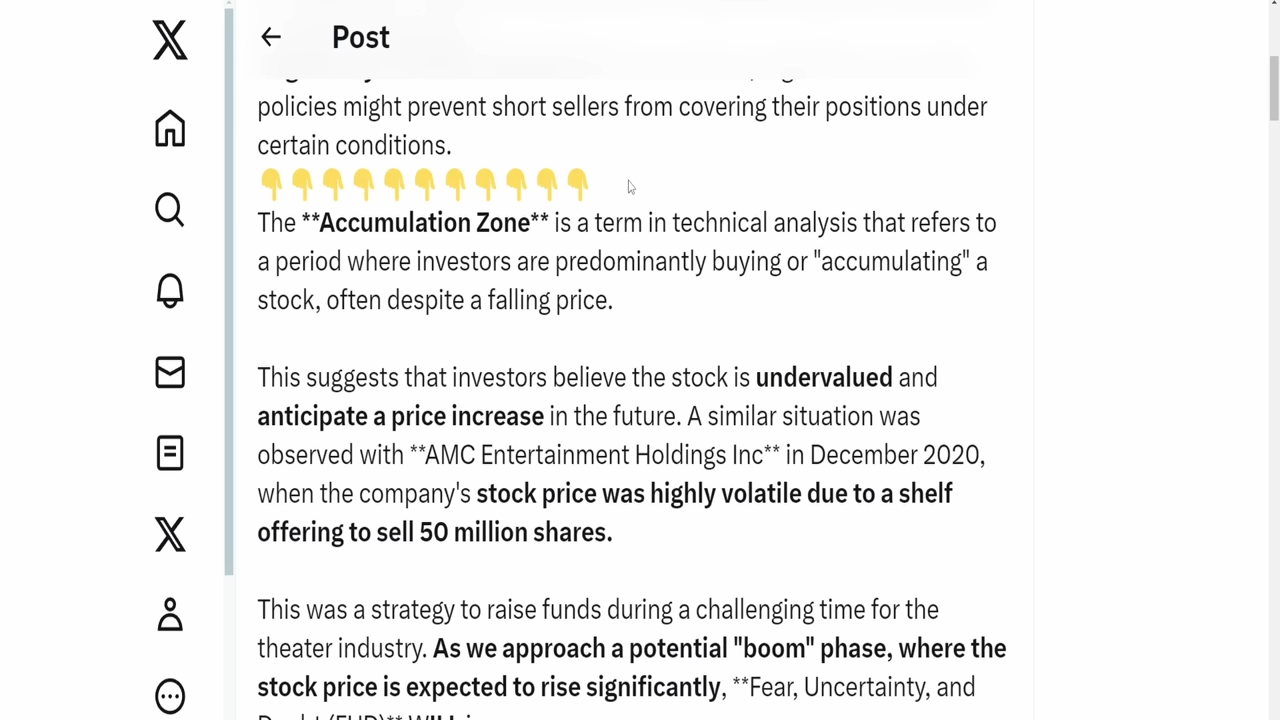 Post
policies might prevent short sellers from covering their positions under
certain conditions.
The **Accumulation Zone** is a term in technical analysis that refers to
a period where investors are predominantly buying or "accumulating" a
stock, often despite a falling price.
This suggests that investors believe the stock is undervalued and
anticipate a price increase in the future. A similar situation was
observed with **AMC Entertainment Holdings Inc** in December 2020,
when the company's stock price was highly volatile due to a shelf
offering to sell 50 million shares.
This was a strategy to raise funds during a challenging time for the
theater industry. As we approach a potential "boom" phase, where the
stock price is expected to rise significantly, **Fear, Uncertainty, and